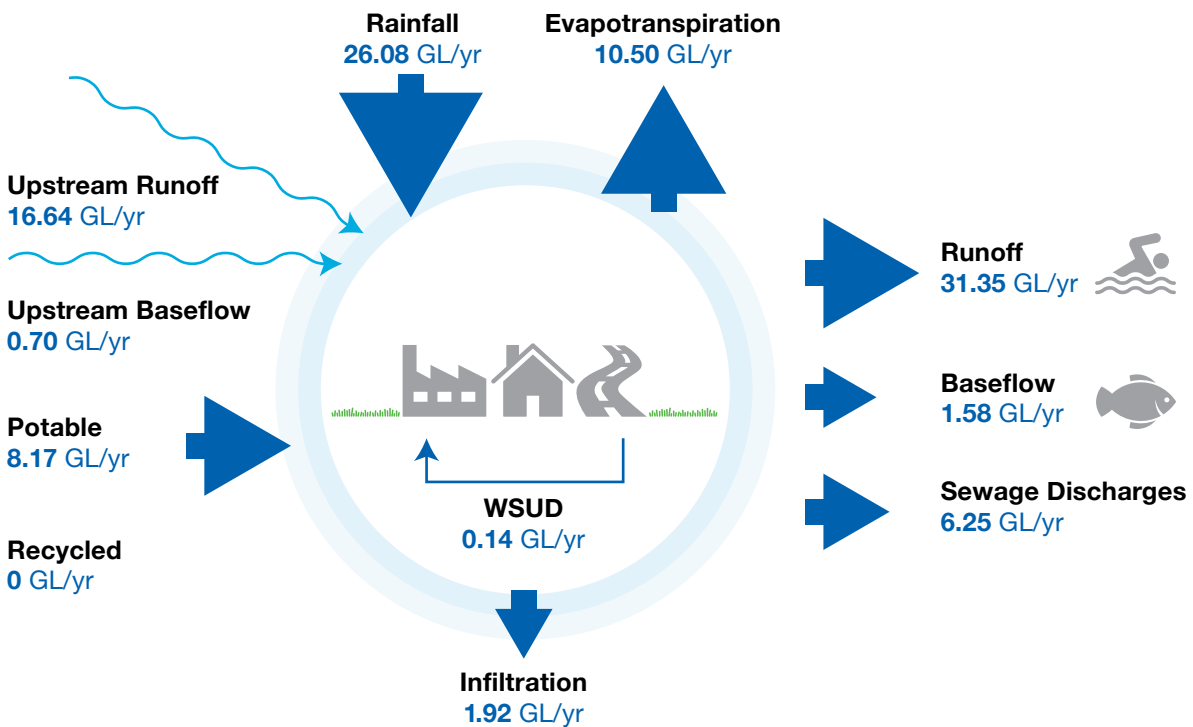 Rainfall
26.08 GL/yr
Evapotranspiration
10.50 GL/yr
Upstream Runoff
16.64 GL/yr
Upstream Baseflow
0.70 GL/yr
Potable
8.17 GL/yr
Recycled
0 GL/yr
WSUD
0.14 GL/yr
Infiltration
1.92 GL/yr
Runoff
31.35 GL/yr
Baseflow
1.58 GL/yr
Sewage Discharges
6.25 GL/yr